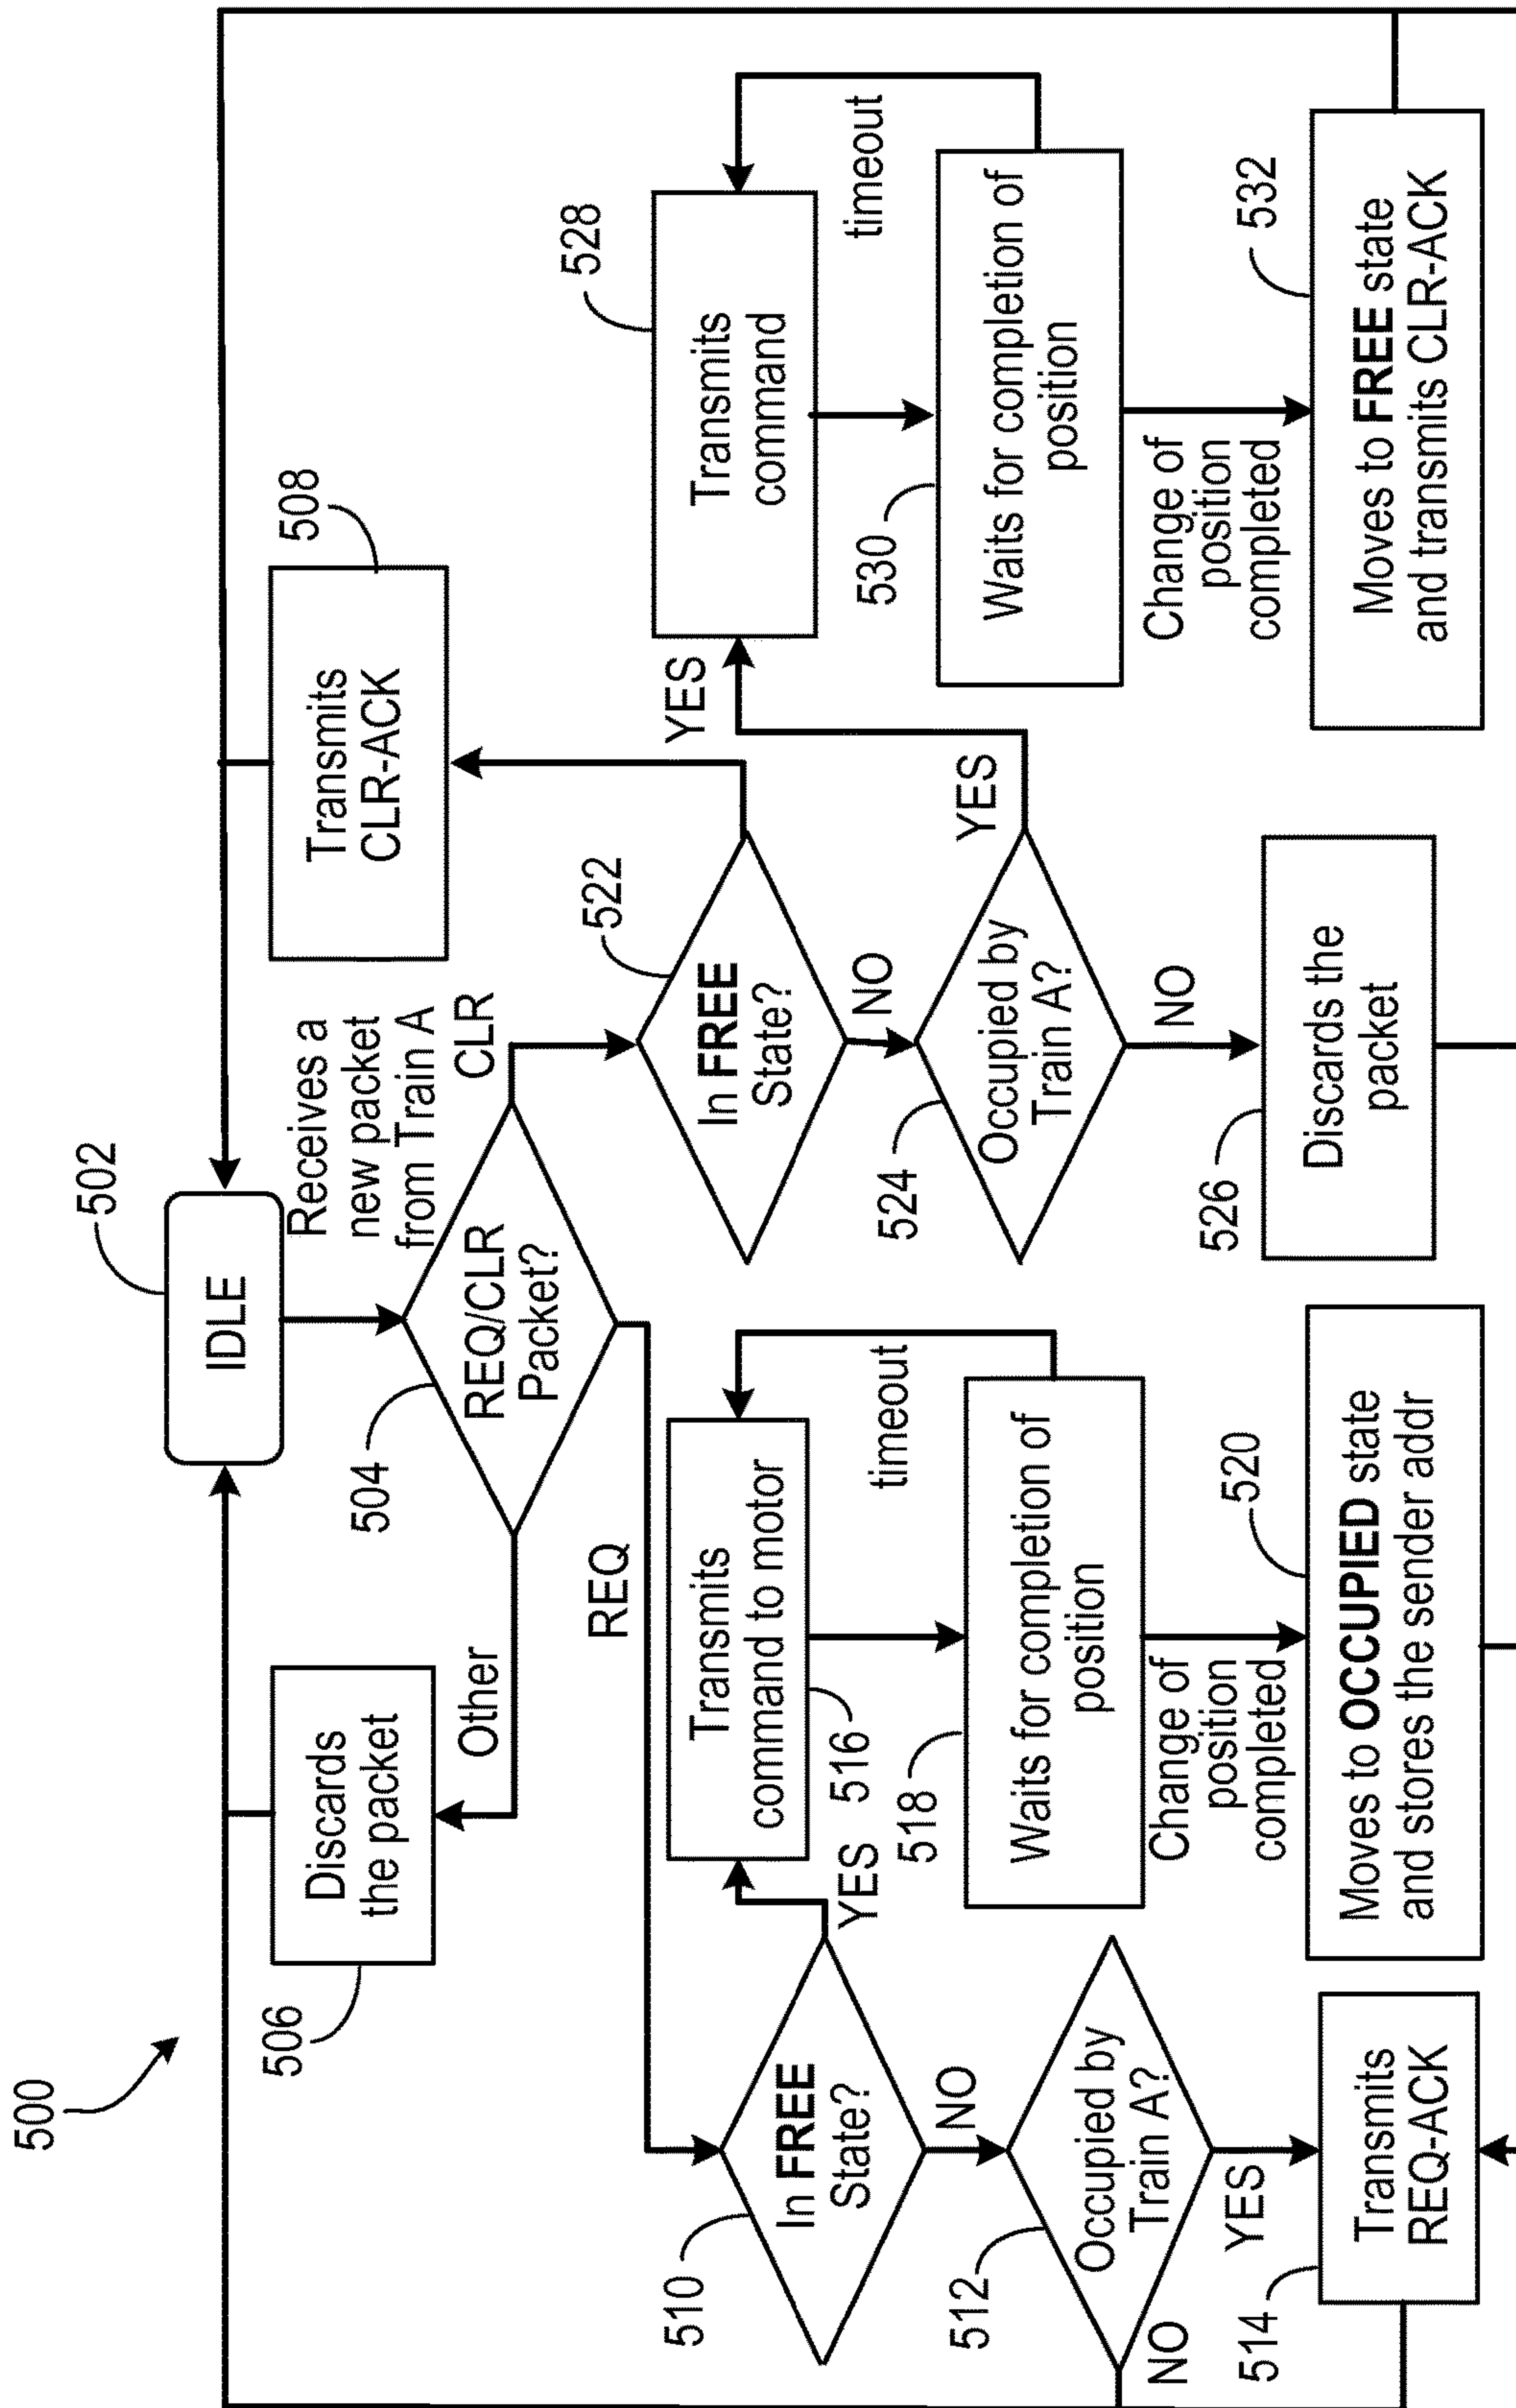 500
502
IDLE
Receives a
new packet
from Train A
504
REQ/CLR
Packet?
Other
506
Discards
the packet
CLR
508
Transmits
CLR-ACK
REQ
510
In FREE
State?
YES
NO
512
Occupied by
Train A?
NO
YES
514
Transmits
REQ-ACK
516
Transmits
command to motor
timeout
518
Waits for completion of
position
Change of
position
completed
520
Moves to OCCUPIED state
and stores the sender addr
522
In FREE
State?
YES
NO
524
Occupied by
Train A?
YES
NO
526
Discards the
packet
528
Transmits
command
timeout
530
Waits for completion of
position
Change of
position
completed
532
Moves to FREE state
and transmits CLR-ACK